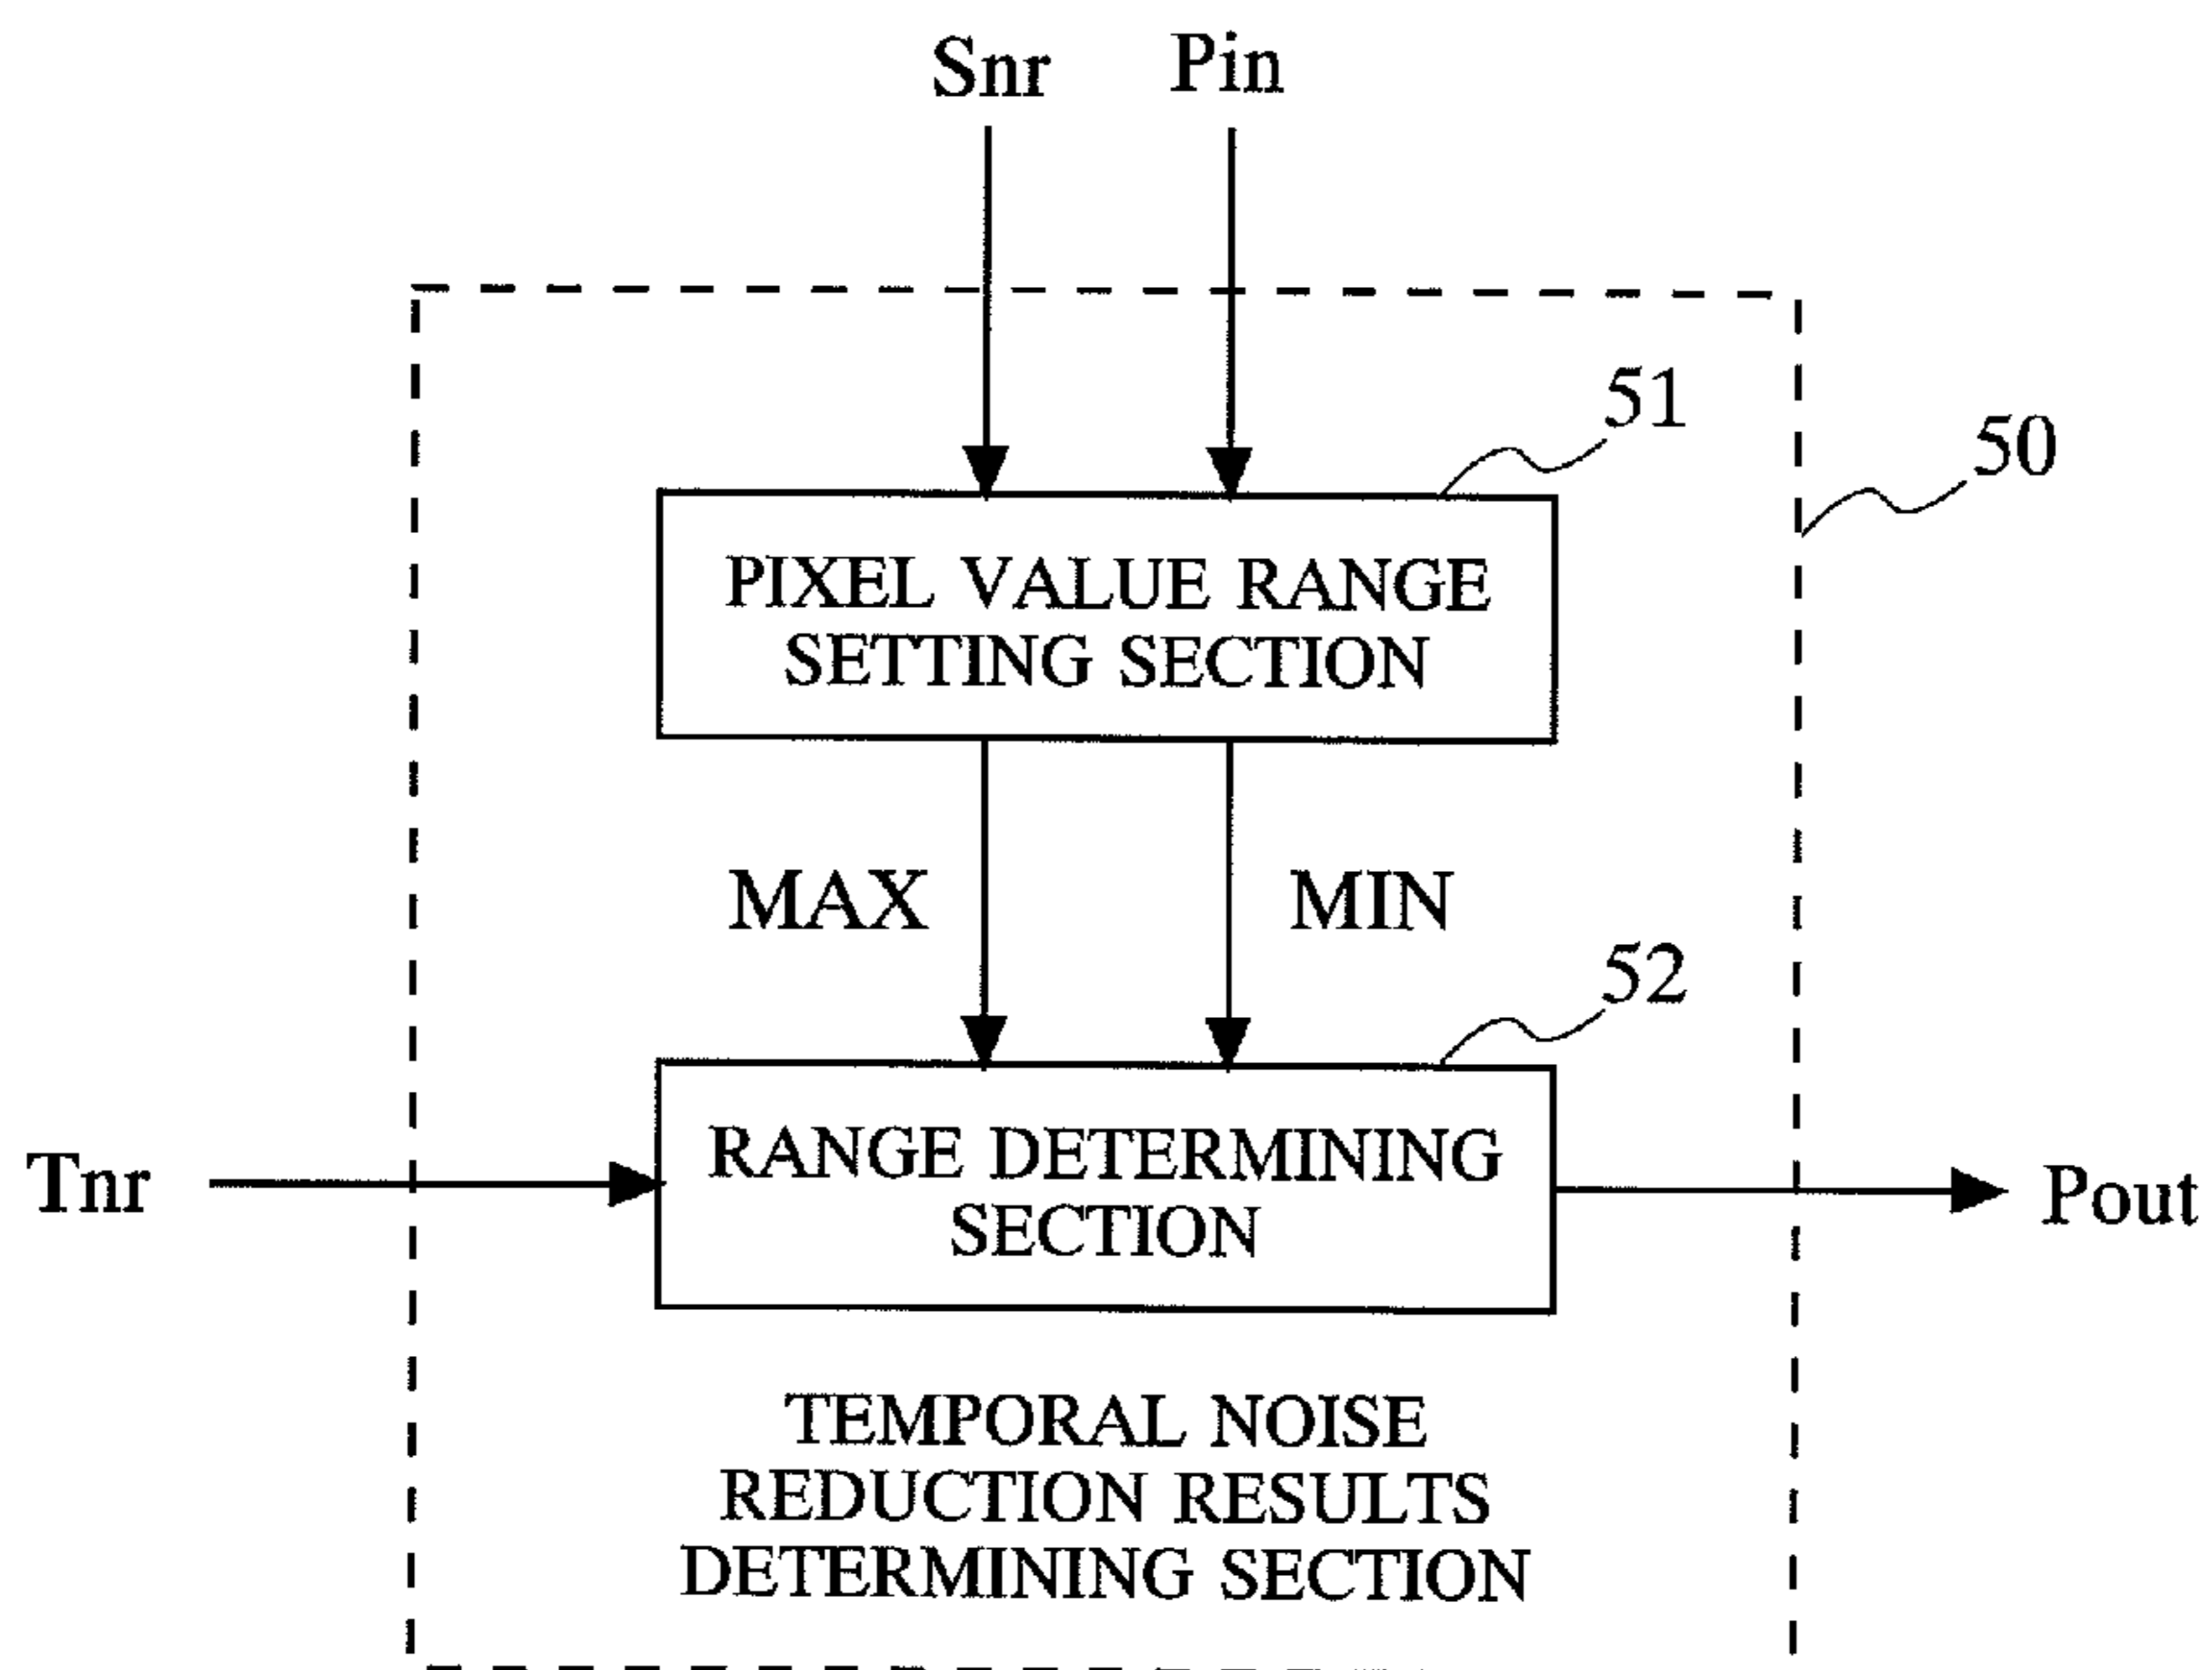 Snr Pin
51
50
PIXEL VALUE RANGE
SETTING SECTION
MAX MIN
52
RANGE DETERMINING
SECTION
Tnr
Pout
TEMPORAL NOISE
REDUCTION RESULTS
DETERMINING SECTION